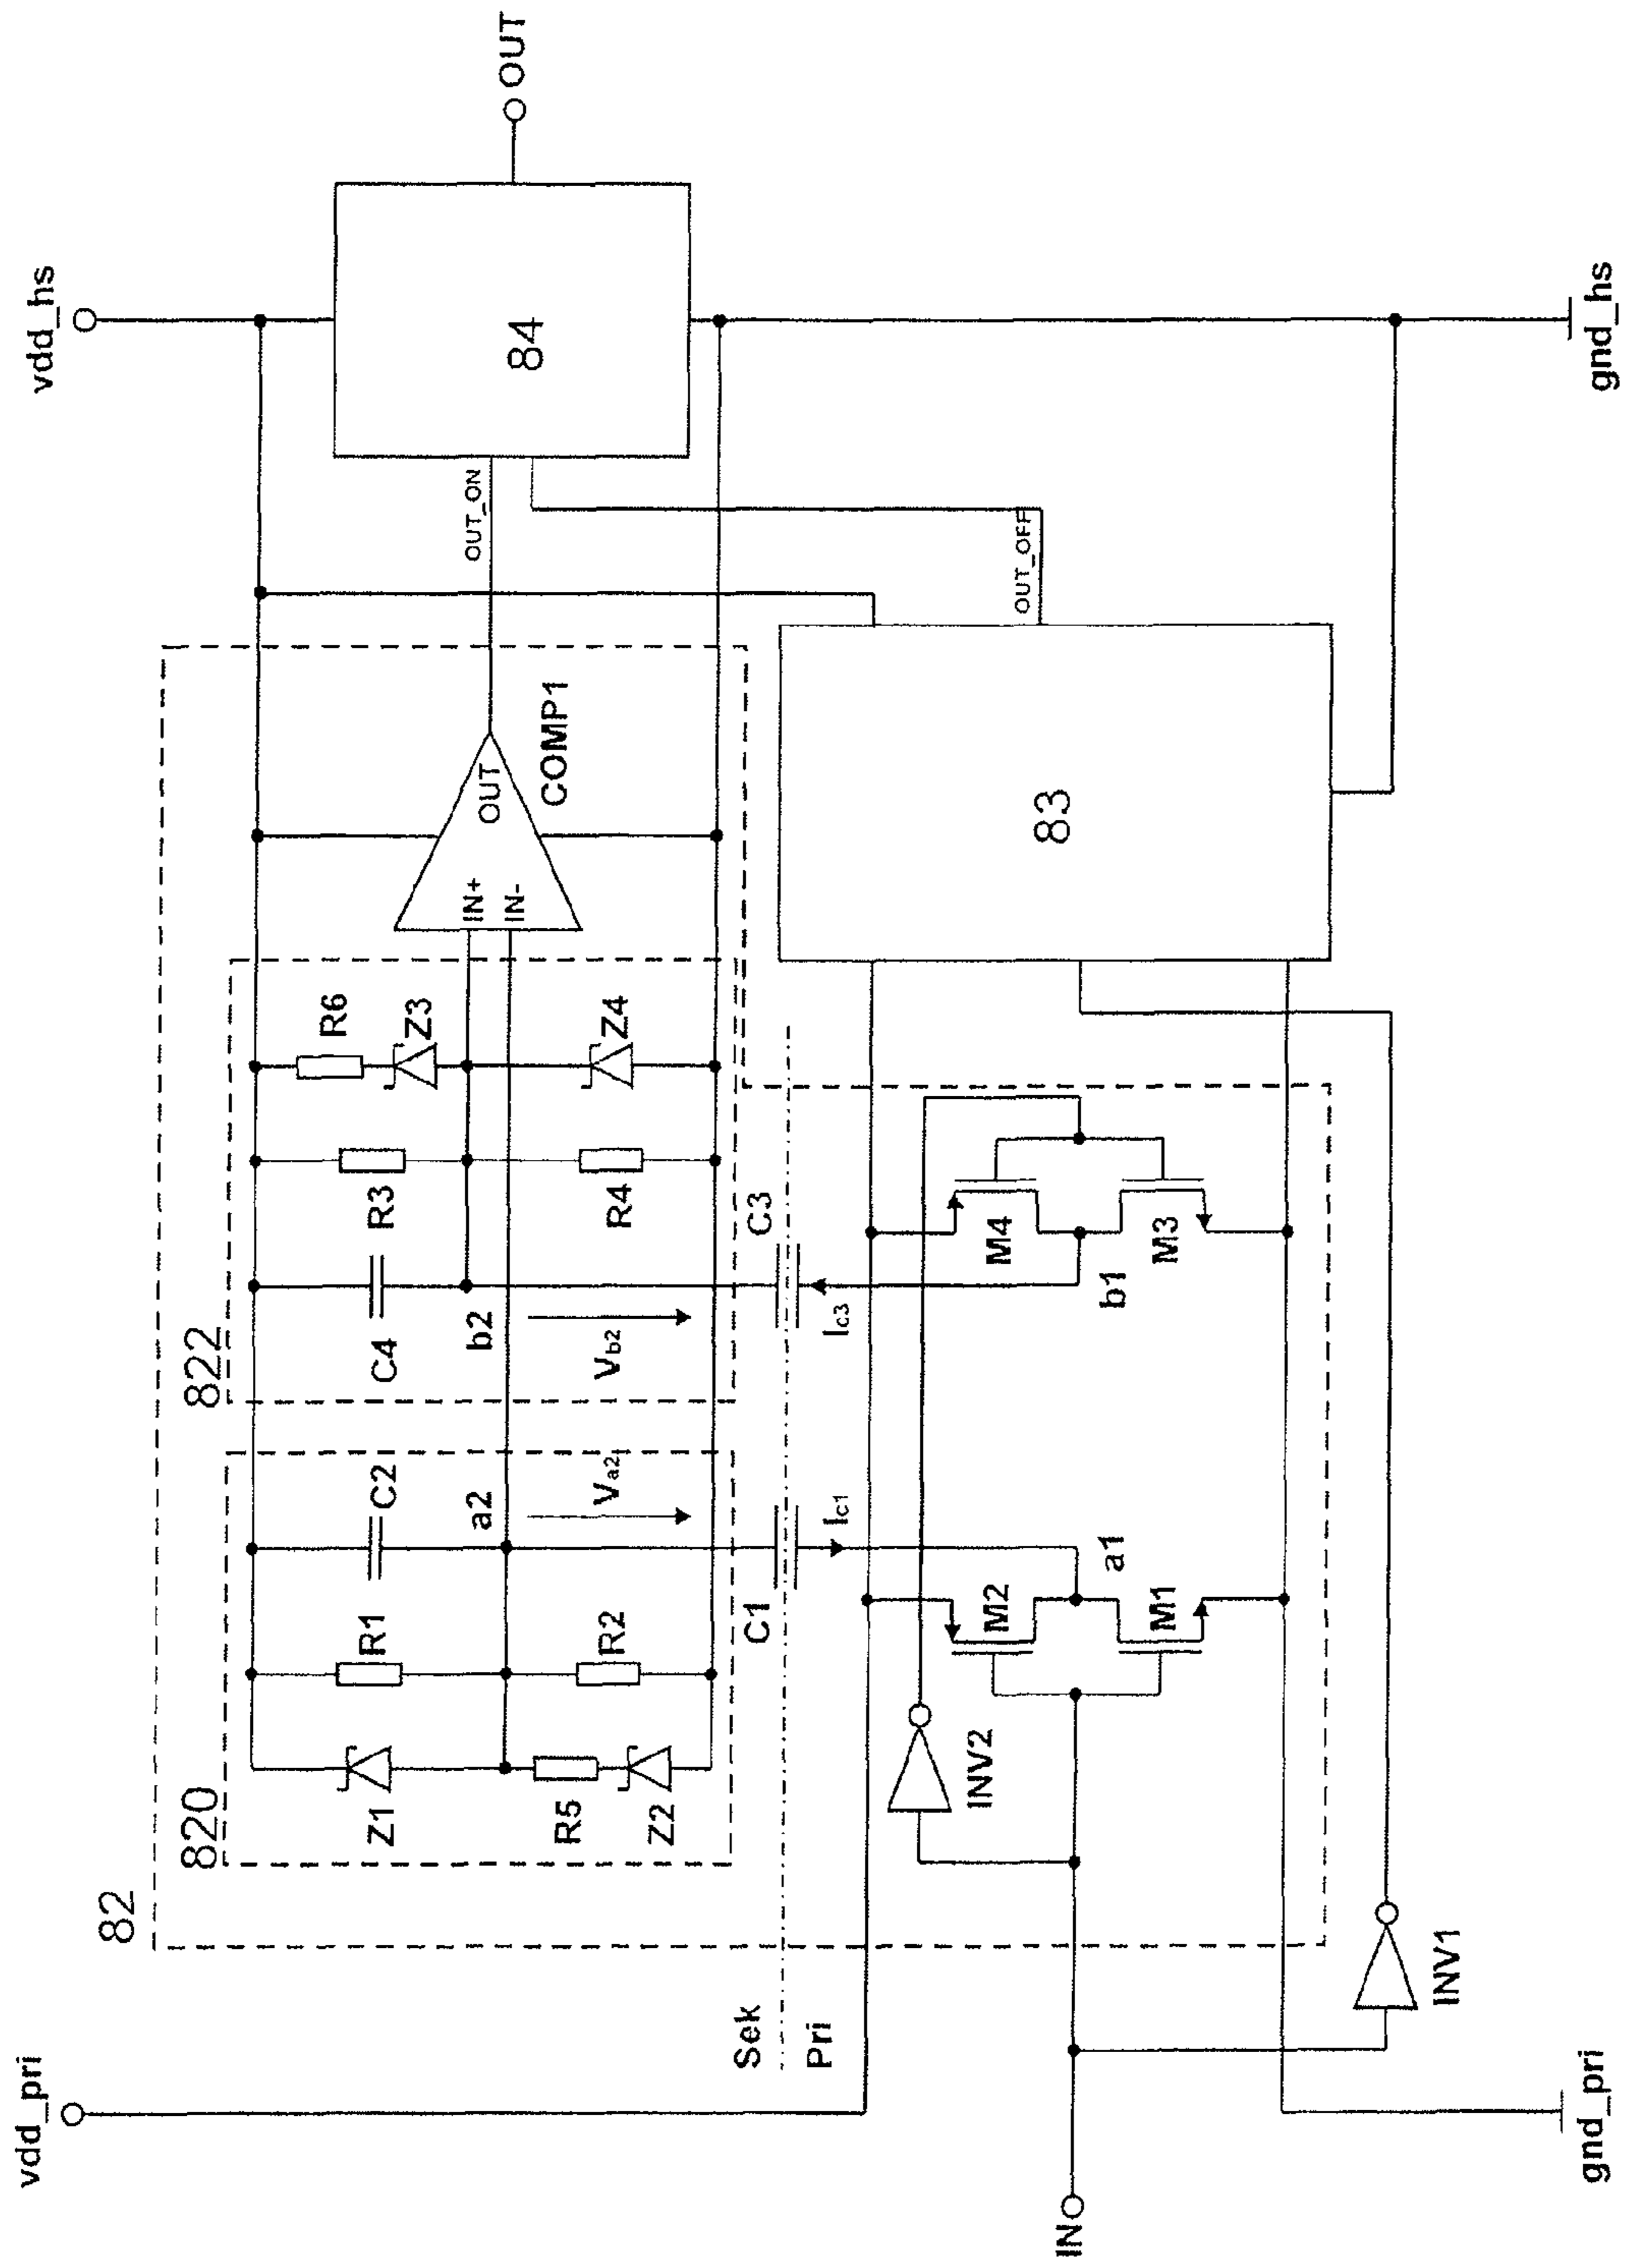 vdd_pri
vdd_hs
82
820
822
Z1
R1
C2
C4
R3
R6
Z3
a2
b2
IN+
IN-
OUT
COMP1
OUT_ON
84
OUT
R5
Z2
R2
Va2
Vb2
R4
Z4
Sek
Pri
C1
Ic1
C3
Ic3
INV2
M2
a1
M1
b1
M4
M3
83
OUT_OFF
IN
INV1
gnd_pri
gnd_hs